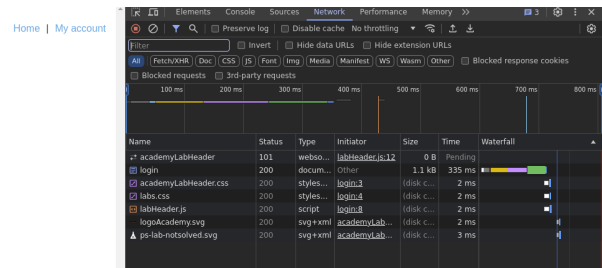 Home | My account
Elements Console Sources Network Performance Memory 3
Preserve log Disable cache No throttling
Filter Invert Hide data URLs Hide extension URLs
All Fetch/XHR Doc CSS JS Font Img Media Manifest WS Wasm Other Blocked response cookies
Blocked requests 3rd-party requests
100 ms 200 ms 300 ms 400 ms 500 ms 600 ms 700 ms 800 ms
Name Status Type Initiator Size Time Waterfall
academyLabHeader 101 webso... labHeader.js:12 0 B Pending
login 200 docum... Other 1.1 kB 335 ms
academyLabHeader.css 200 styles... login:3 (disk c... 2 ms
labs.css 200 styles... login:4 (disk c... 2 ms
labHeader.js 200 script login:8 (disk c... 2 ms
logoAcademy.svg 200 svg+xml academyLab... (disk c... 2 ms
ps-lab-notsolved.svg 200 svg+xml academyLab... (disk c... 3 ms